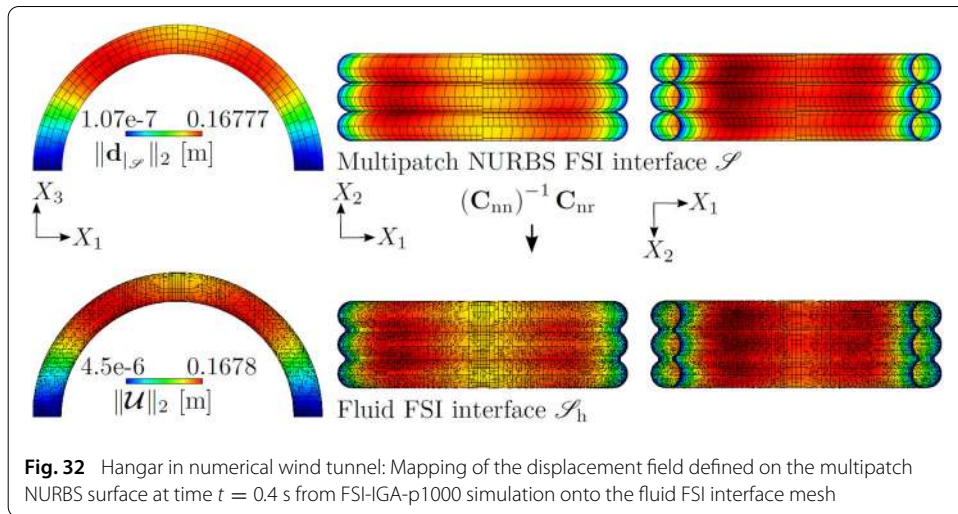 1.07e-7 0.16777
‖d|𝒮‖₂ [m]
Multipatch NURBS FSI interface 𝒮
X₃
X₁
X₂
X₁
(Cₙₙ)⁻¹ Cₙᵣ
X₁
X₂
4.5e-6 0.1678
‖𝓤‖₂ [m]
Fluid FSI interface 𝒮ₕ
Fig. 32 Hangar in numerical wind tunnel: Mapping of the displacement field defined on the multipatch
NURBS surface at time t = 0.4 s from FSI-IGA-p1000 simulation onto the fluid FSI interface mesh